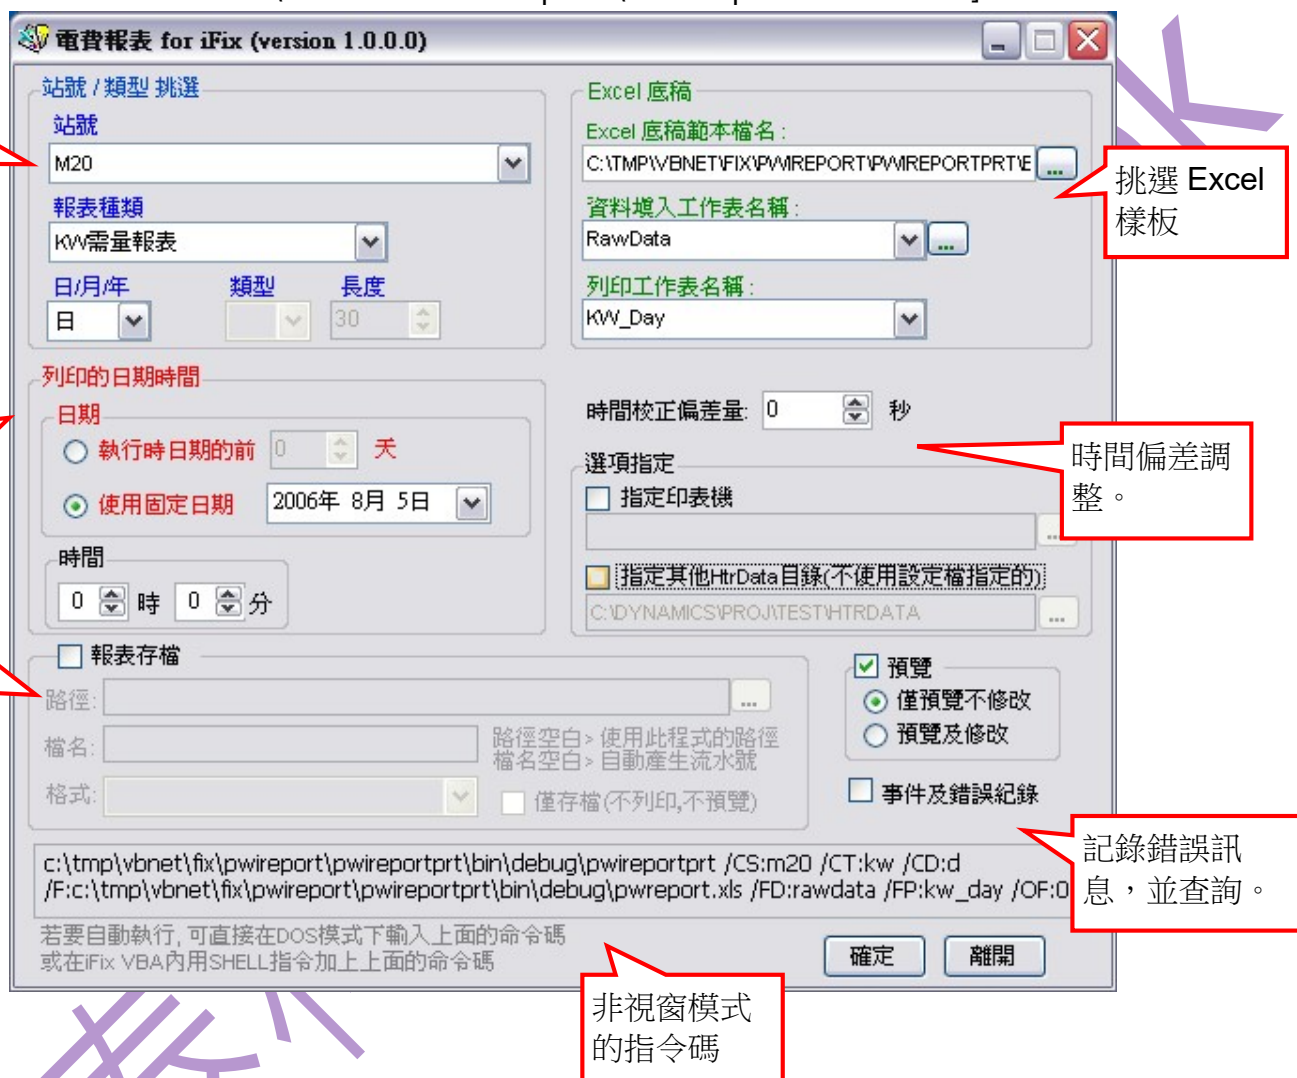 電費報表 for iFix (version 1.0.0.0)
站號 / 類型 挑選
站號
M20
報表種類
KW需量報表
日/月/年 類型 長度
日 30
Excel 底稿
Excel 底稿範本檔名 :
C:\TMP\VBNET\FIX\PWIREPORT\PWIREPORTPRT\E ...
資料填入工作表名稱 :
RawData ...
列印工作表名稱 :
KW_Day
挑選 Excel
樣板
列印的日期時間
日期
執行時日期的前 0 天
使用固定日期 2006年 8月 5日
時間
0 時 0 分
時間校正偏差量: 0 秒
時間偏差調
整。
選項指定
指定印表機
...
指定其他HtrData目錄(不使用設定檔指定的)
C:\DYNAMICS\PROJ\TEST\HTRDATA ...
報表存檔
路徑: ...
檔名:
路徑空白> 使用此程式的路徑
檔名空白> 自動產生流水號
格式: 僅存檔(不列印,不預覽)
預覽
僅預覽不修改
預覽及修改
事件及錯誤紀錄
記錄錯誤訊
息，並查詢。
c:\tmp\vbnet\fix\pwireport\pwireportprt\bin\debug\pwireportprt /CS:m20 /CT:kw /CD:d
/F:c:\tmp\vbnet\fix\pwireport\pwireportprt\bin\debug\pwreport.xls /FD:rawdata /FP:kw_day /OF:0
若要自動執行, 可直接在DOS模式下輸入上面的命令碼
或在iFix VBA內用SHELL指令加上上面的命令碼
確定 離開
非視窗模式
的指令碼